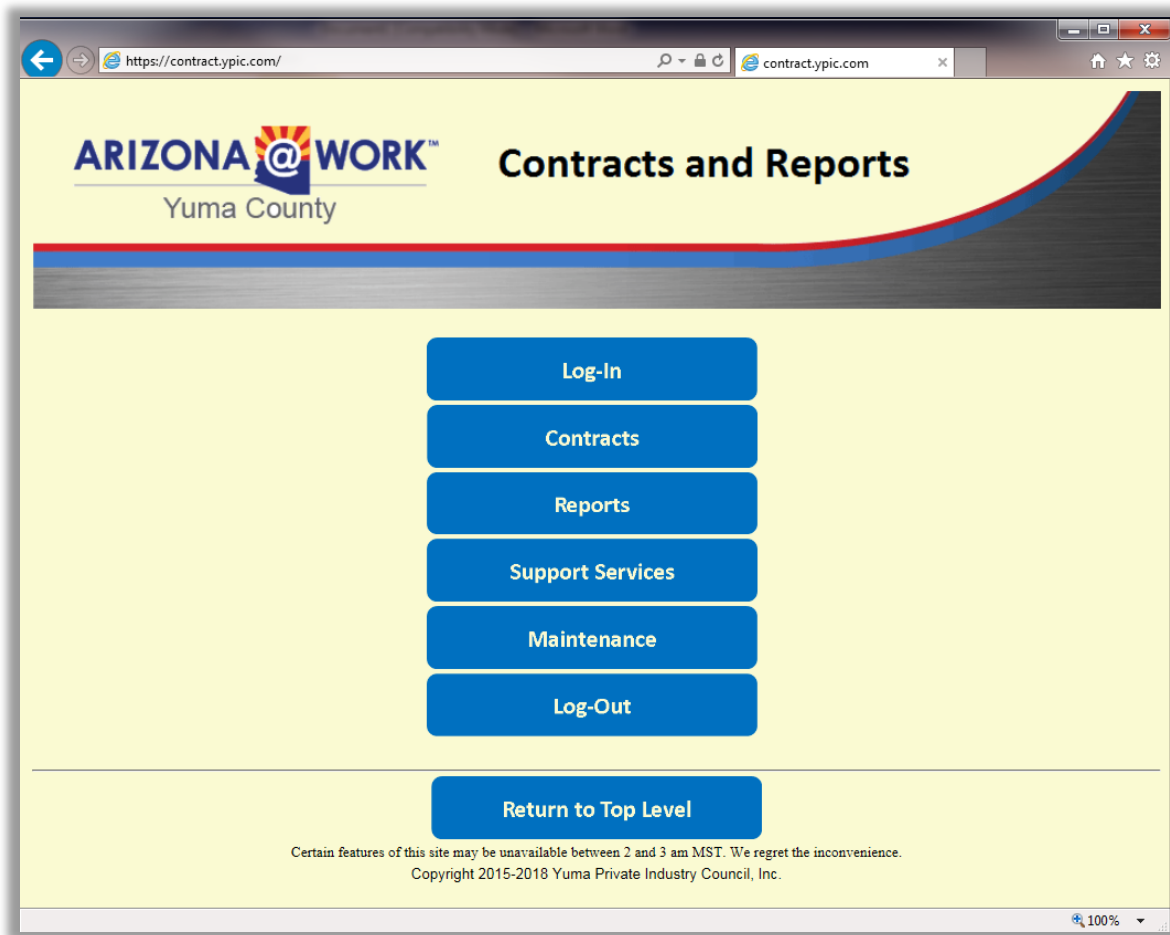 https://contract.ypic.com/
contract.ypic.com
ARIZONA@WORK™
Yuma County
Contracts and Reports
Log-In
Contracts
Reports
Support Services
Maintenance
Log-Out
Return to Top Level
Certain features of this site may be unavailable between 2 and 3 am MST. We regret the inconvenience.
Copyright 2015-2018 Yuma Private Industry Council, Inc.
100%